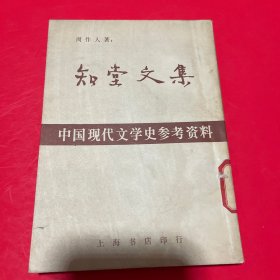 周作人著：
知堂文集
中国现代文学史参考资料
上海书店印行